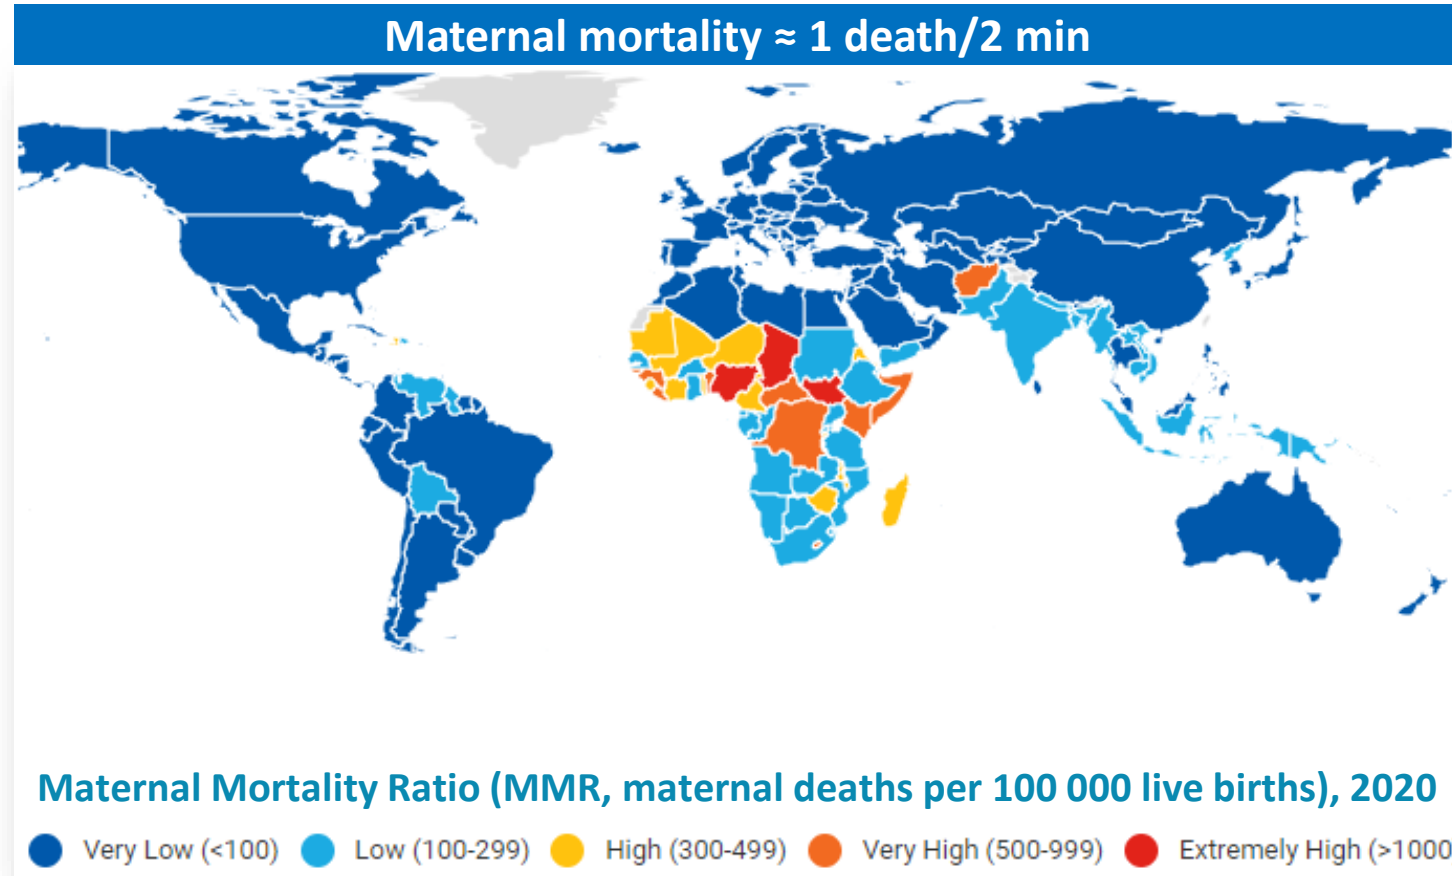 Maternal mortality ≈ 1 death/2 min
Maternal Mortality Ratio (MMR, maternal deaths per 100 000 live births), 2020
Very Low (<100) Low (100-299) High (300-499) Very High (500-999) Extremely High (>1000